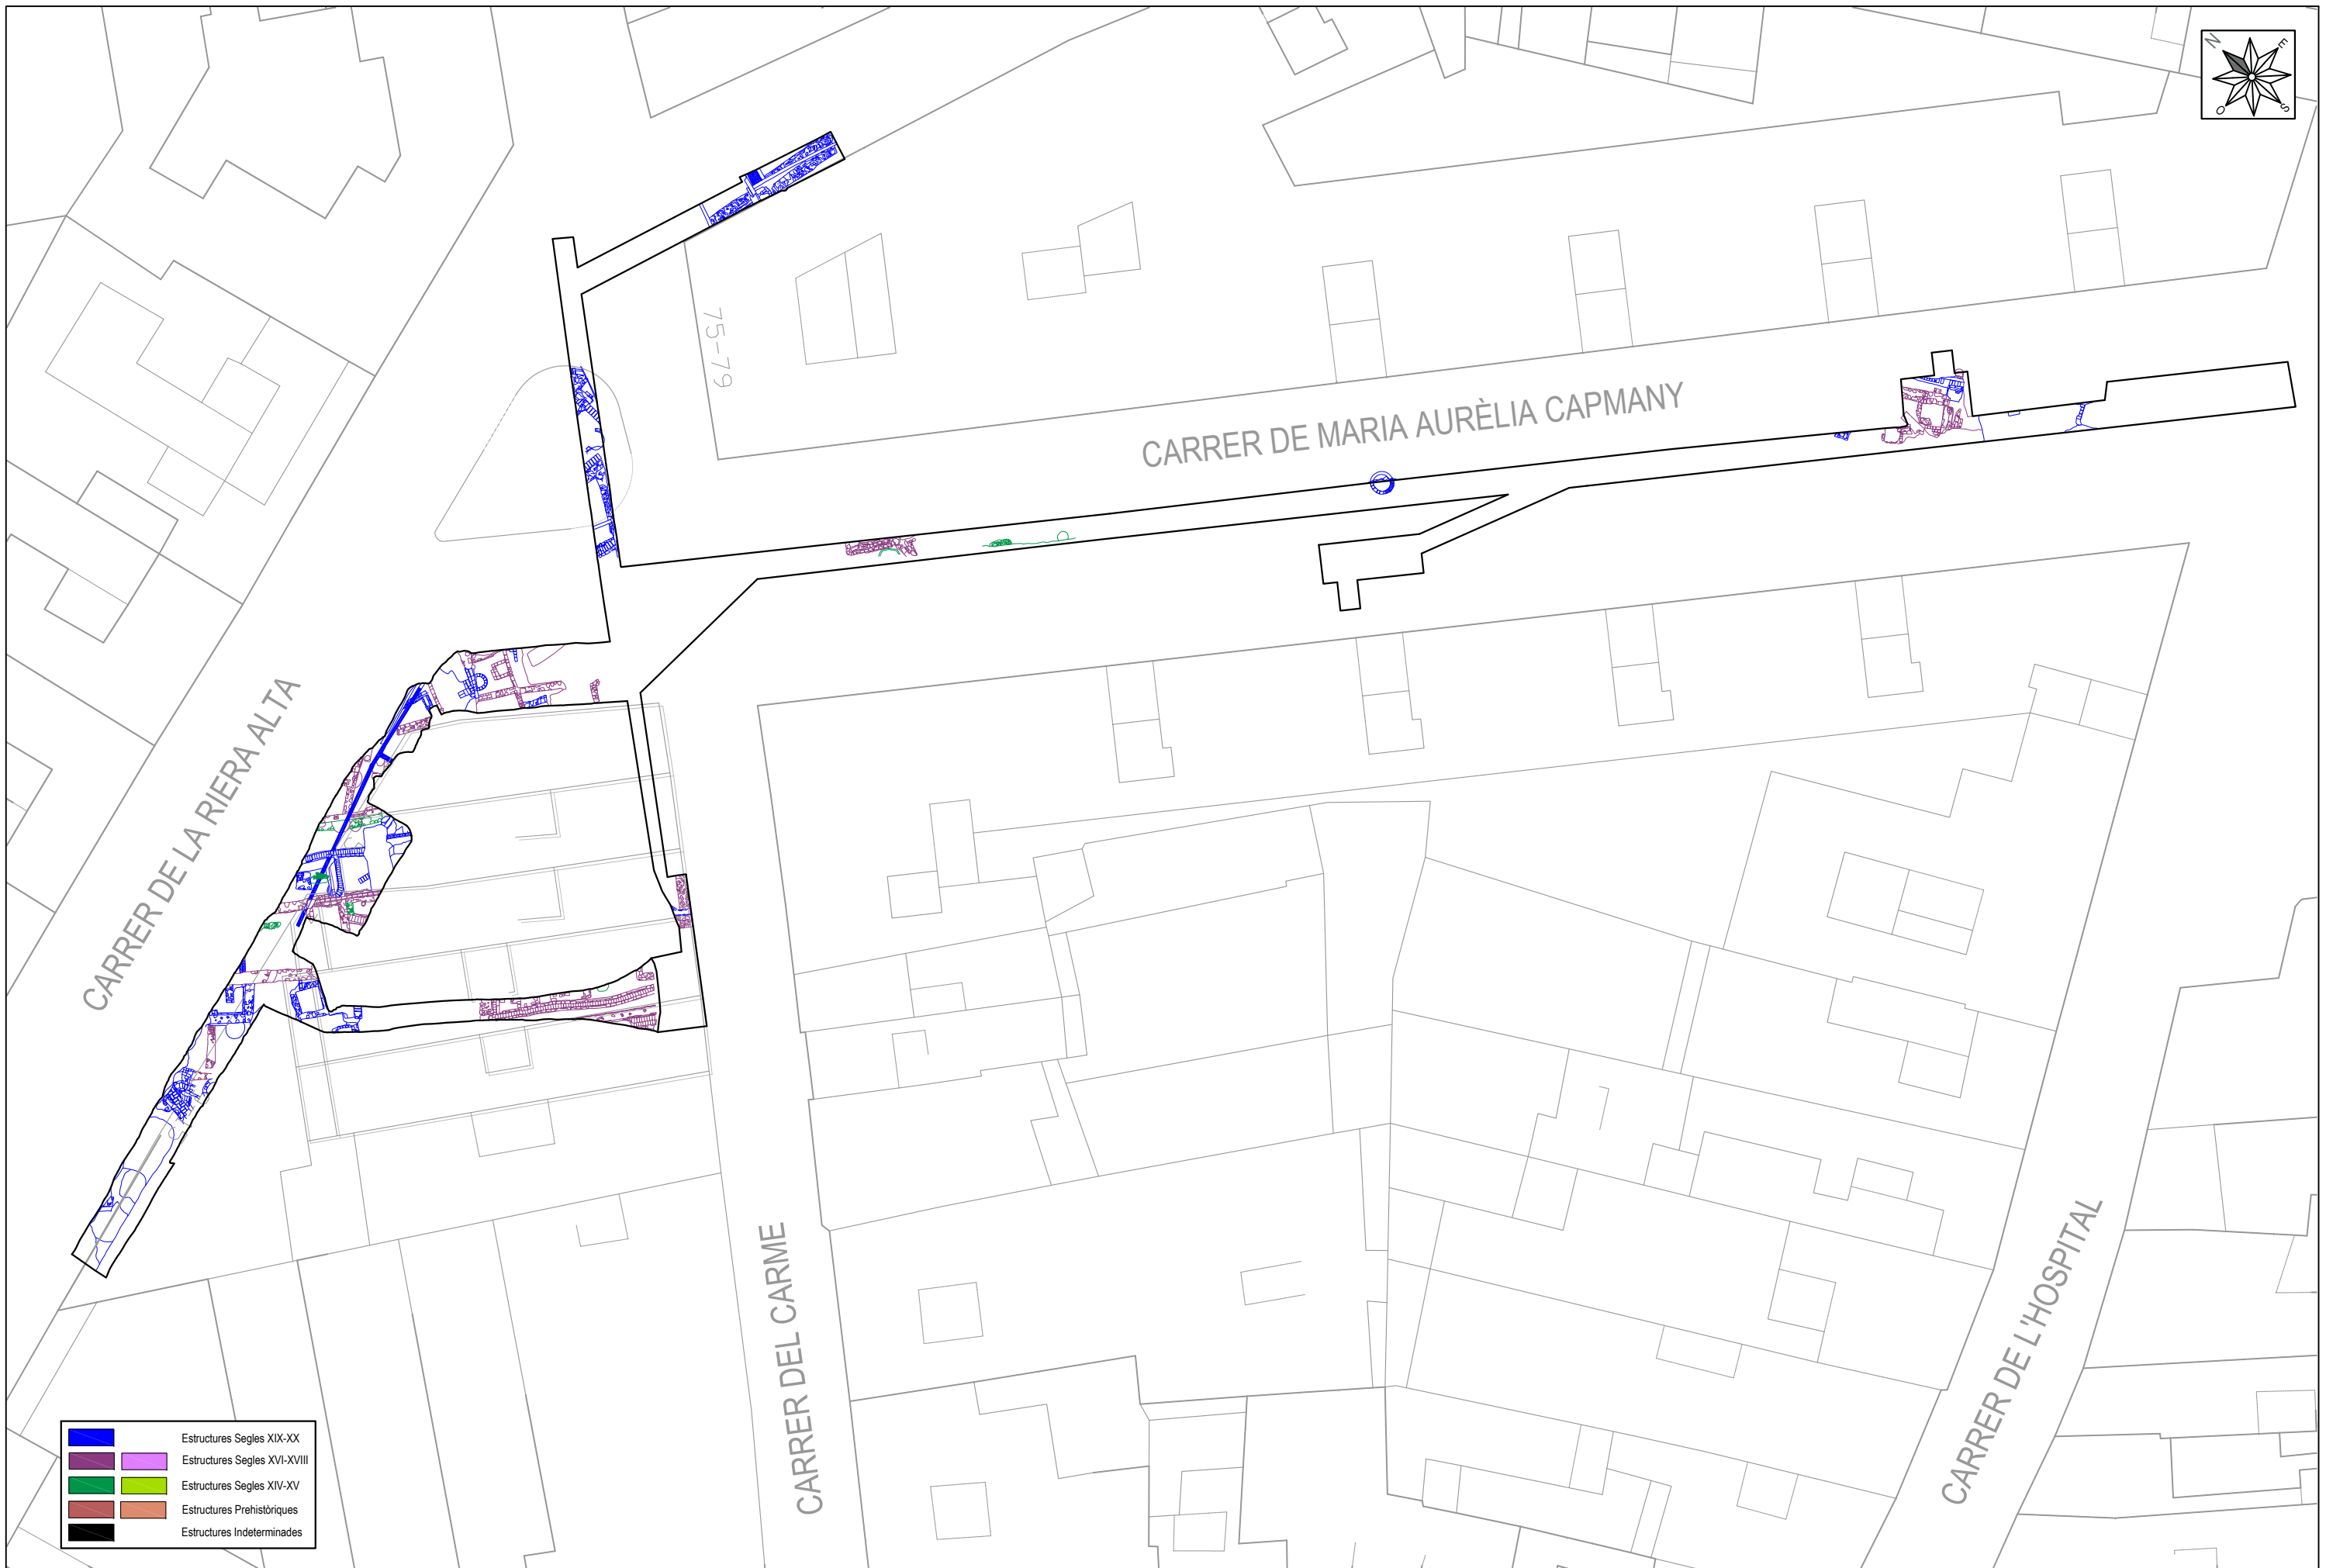 N
E
O
S
75-79
CARRER DE MARIA AURÈLIA CAPMANY
CARRER DE LA RIERA ALTA
CARRER DEL CARME
CARRER DE L'HOSPITAL
Estructures Segles XIX-XX
Estructures Segles XVI-XVIII
Estructures Segles XIV-XV
Estructures Prehistòriques
Estructures Indeterminades